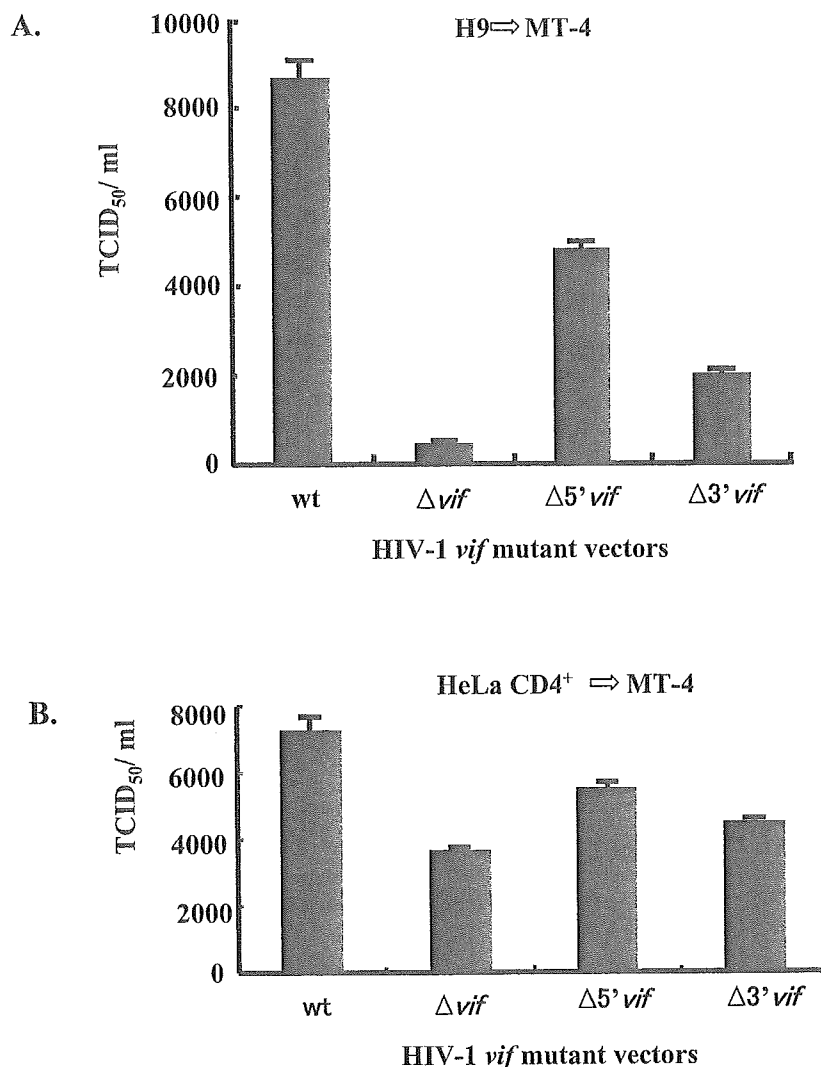 A.
H9⇨ MT-4
TCID₅₀/ ml
10000
8000
6000
4000
2000
0
wt
Δvif
Δ5’vif
Δ3’vif
HIV-1 vif mutant vectors
B.
HeLa CD4⁺ ⇨ MT-4
TCID₅₀/ ml
8000
6000
4000
2000
0
wt
Δvif
Δ5’vif
Δ3’vif
HIV-1 vif mutant vectors